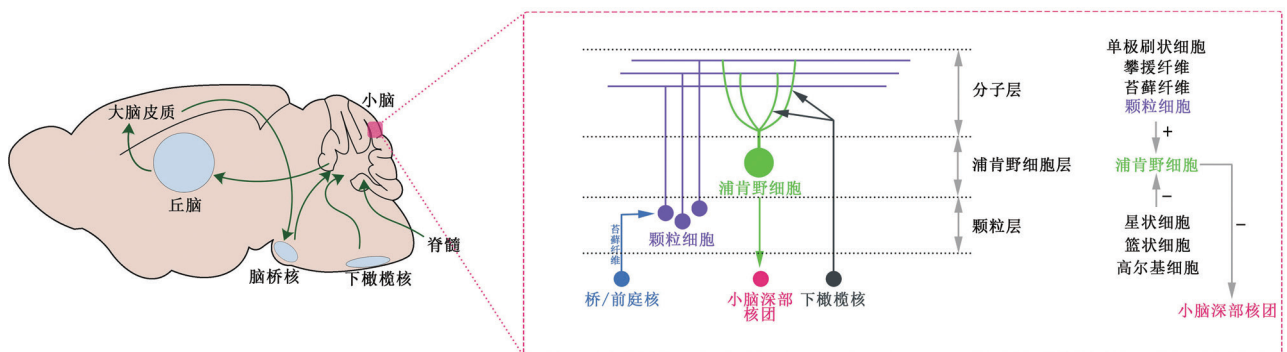 大脑皮质
小脑
丘脑
脑桥核
下橄榄核
脊髓
分子层
浦肯野细胞层
颗粒层
浦肯野细胞
颗粒细胞
苔藓纤维
桥/前庭核
小脑深部
核团
下橄榄核
单极刷状细胞
攀援纤维
苔藓纤维
颗粒细胞
+
浦肯野细胞
−
星状细胞
篮状细胞
高尔基细胞
−
小脑深部核团